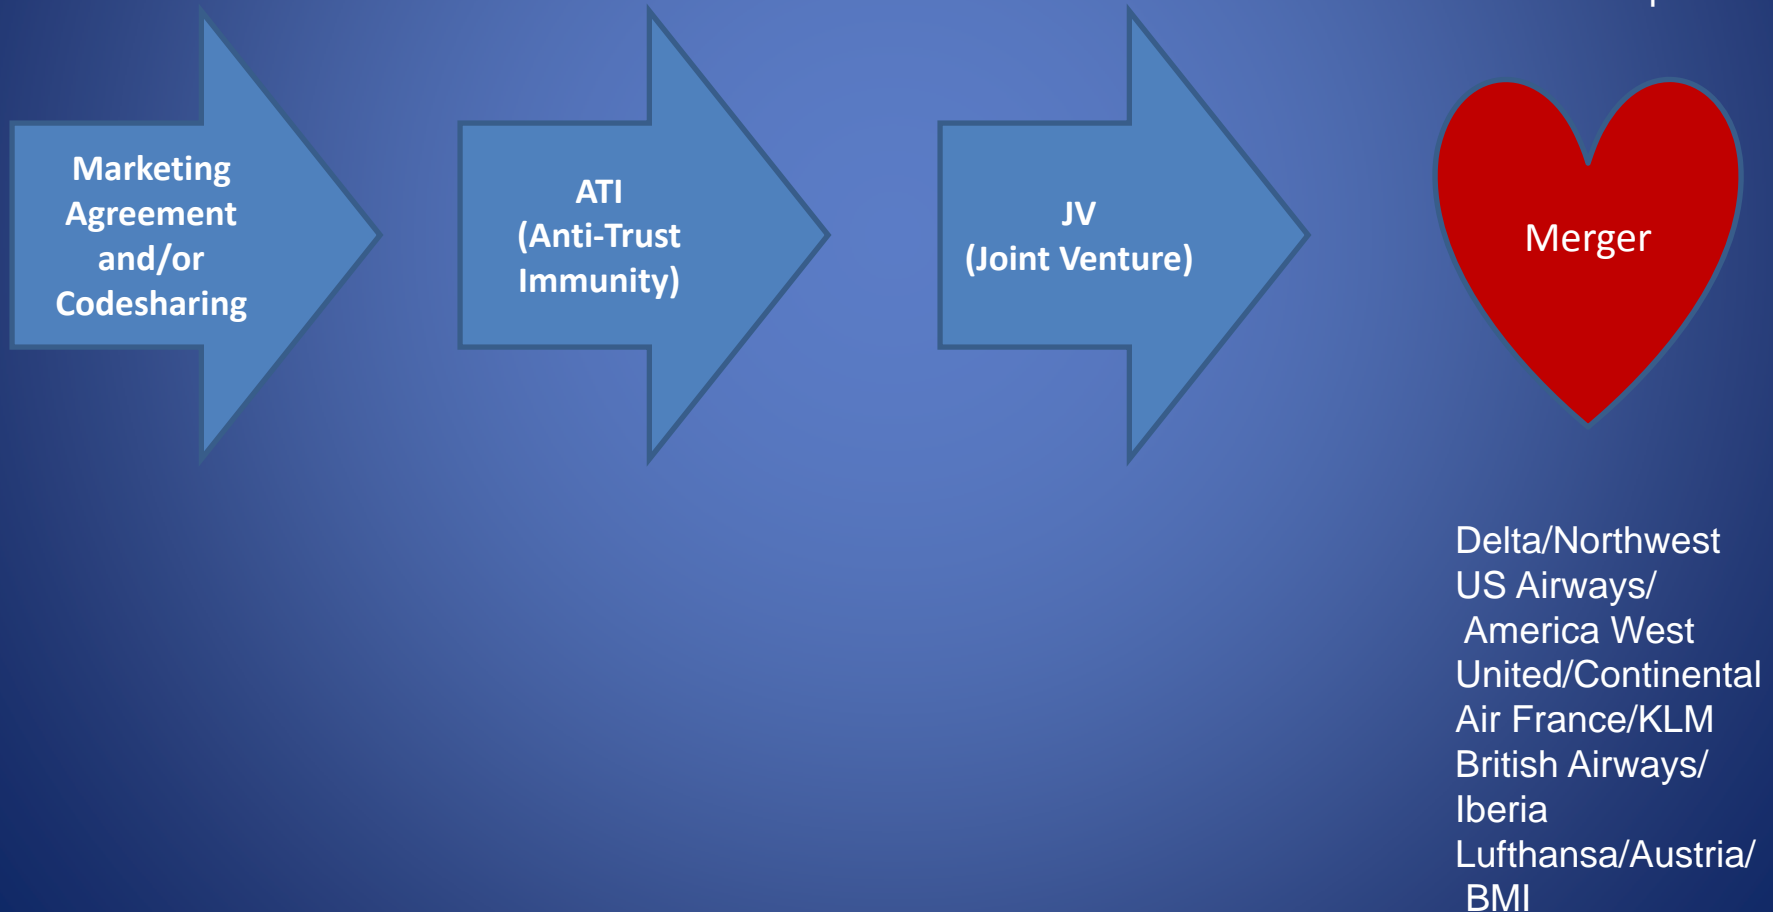 Marketing
Agreement
and/or
Codesharing
ATI
(Anti-Trust
Immunity)
JV
(Joint Venture)
Merger
Delta/Northwest
US Airways/
America West
United/Continental
Air France/KLM
British Airways/
Iberia
Lufthansa/Austria/
BMI